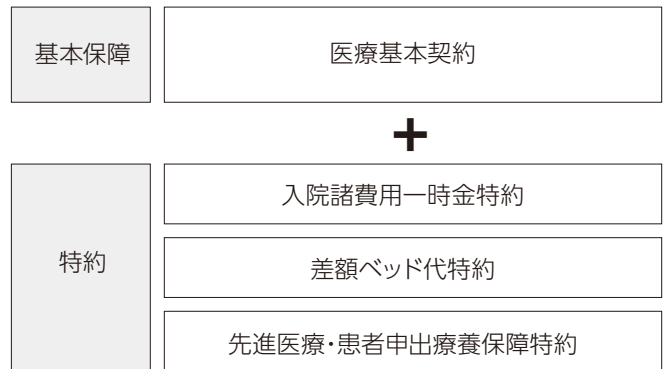 基本保障
医療基本契約
+
入院諸費用一時金特約
特約
差額ベッド代特約
先進医療・患者申出療養保障特約